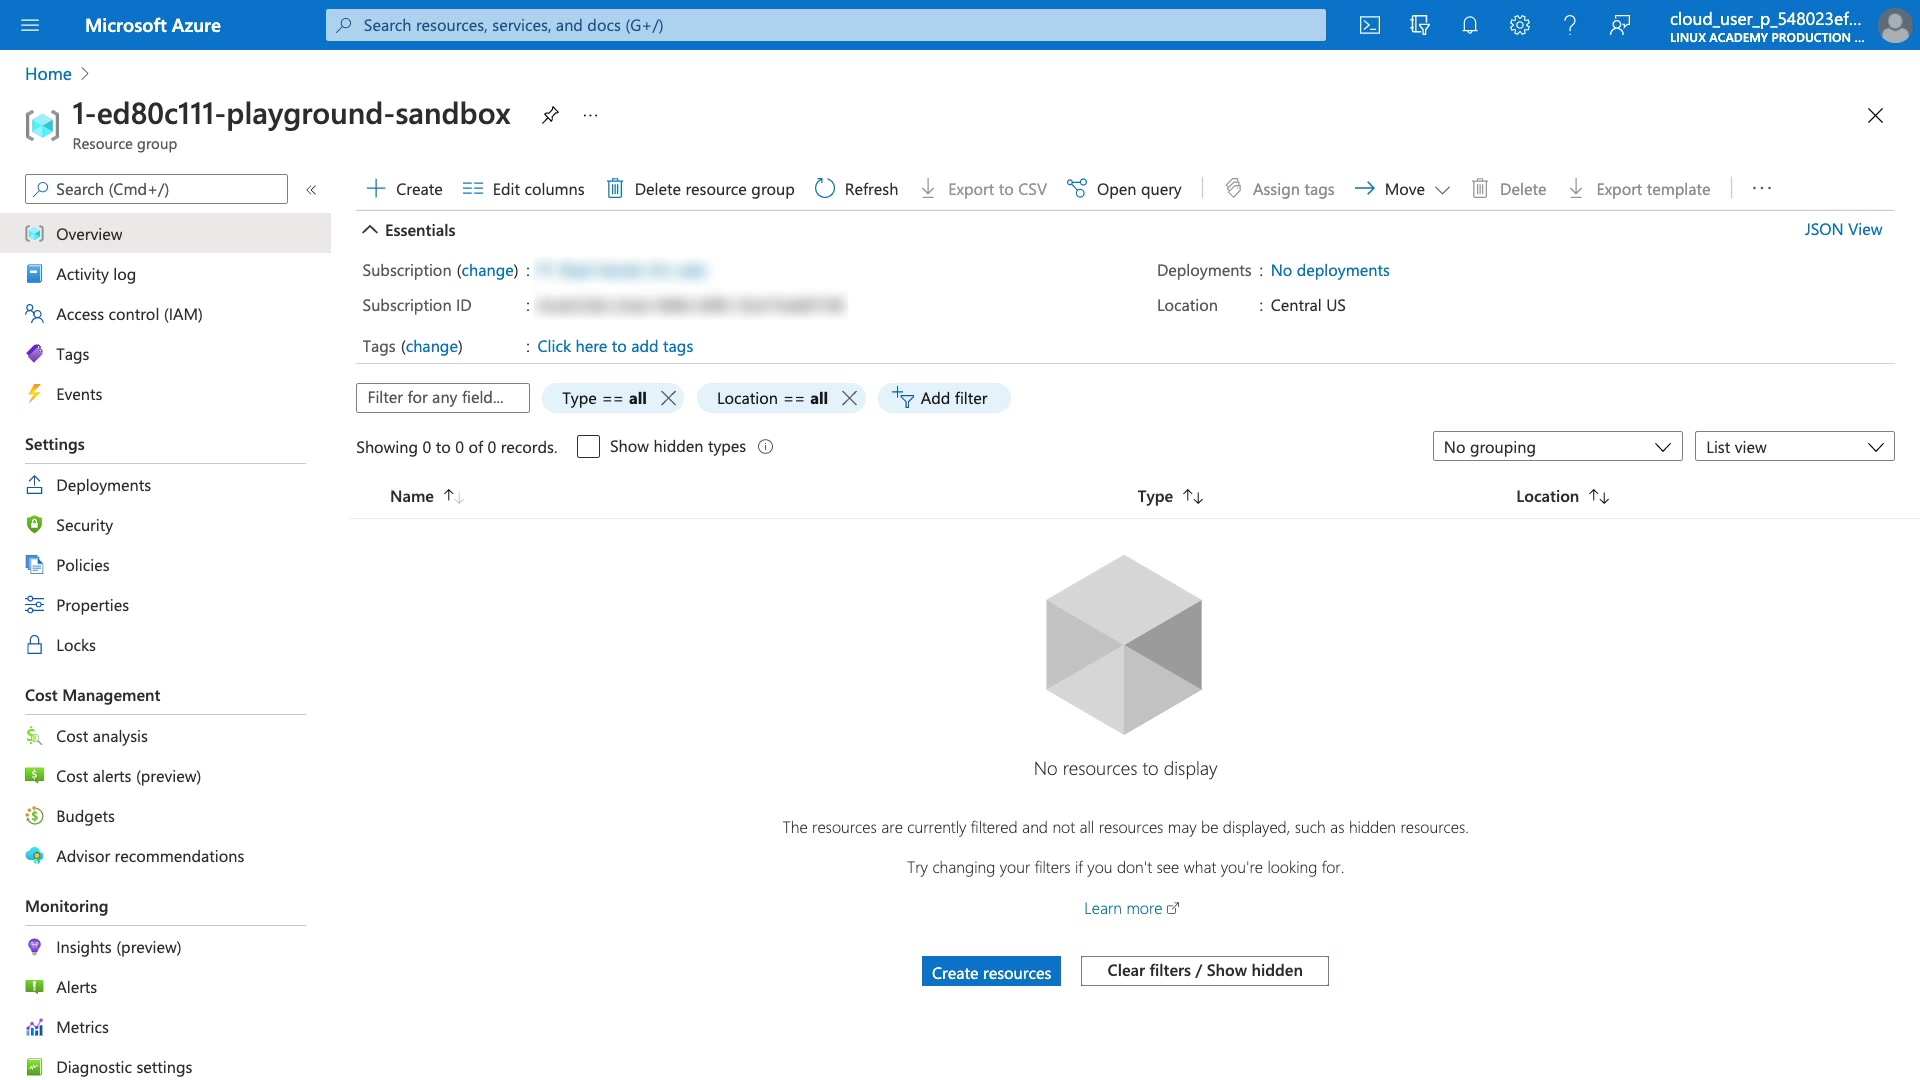 Microsoft Azure
Search resources, services, and docs (G+/)
cloud_user_p_548023ef...
LINUX ACADEMY PRODUCTION ...
Home
1-ed80c111-playground-sandbox
Resource group
Search (Cmd+/)
Overview
Activity log
Access control (IAM)
Tags
Events
Settings
Deployments
Security
Policies
Properties
Locks
Cost Management
Cost analysis
Cost alerts (preview)
Budgets
Advisor recommendations
Monitoring
Insights (preview)
Alerts
Metrics
Diagnostic settings
Create Edit columns Delete resource group Refresh Export to CSV Open query Assign tags Move Delete Export template
Essentials
JSON View
Subscription (change) :
Deployments : No deployments
Subscription ID :
Location : Central US
Tags (change) : Click here to add tags
Filter for any field... Type == all Location == all Add filter
Showing 0 to 0 of 0 records. Show hidden types No grouping List view
Name Type Location
No resources to display
The resources are currently filtered and not all resources may be displayed, such as hidden resources.
Try changing your filters if you don't see what you're looking for.
Learn more
Create resources Clear filters / Show hidden